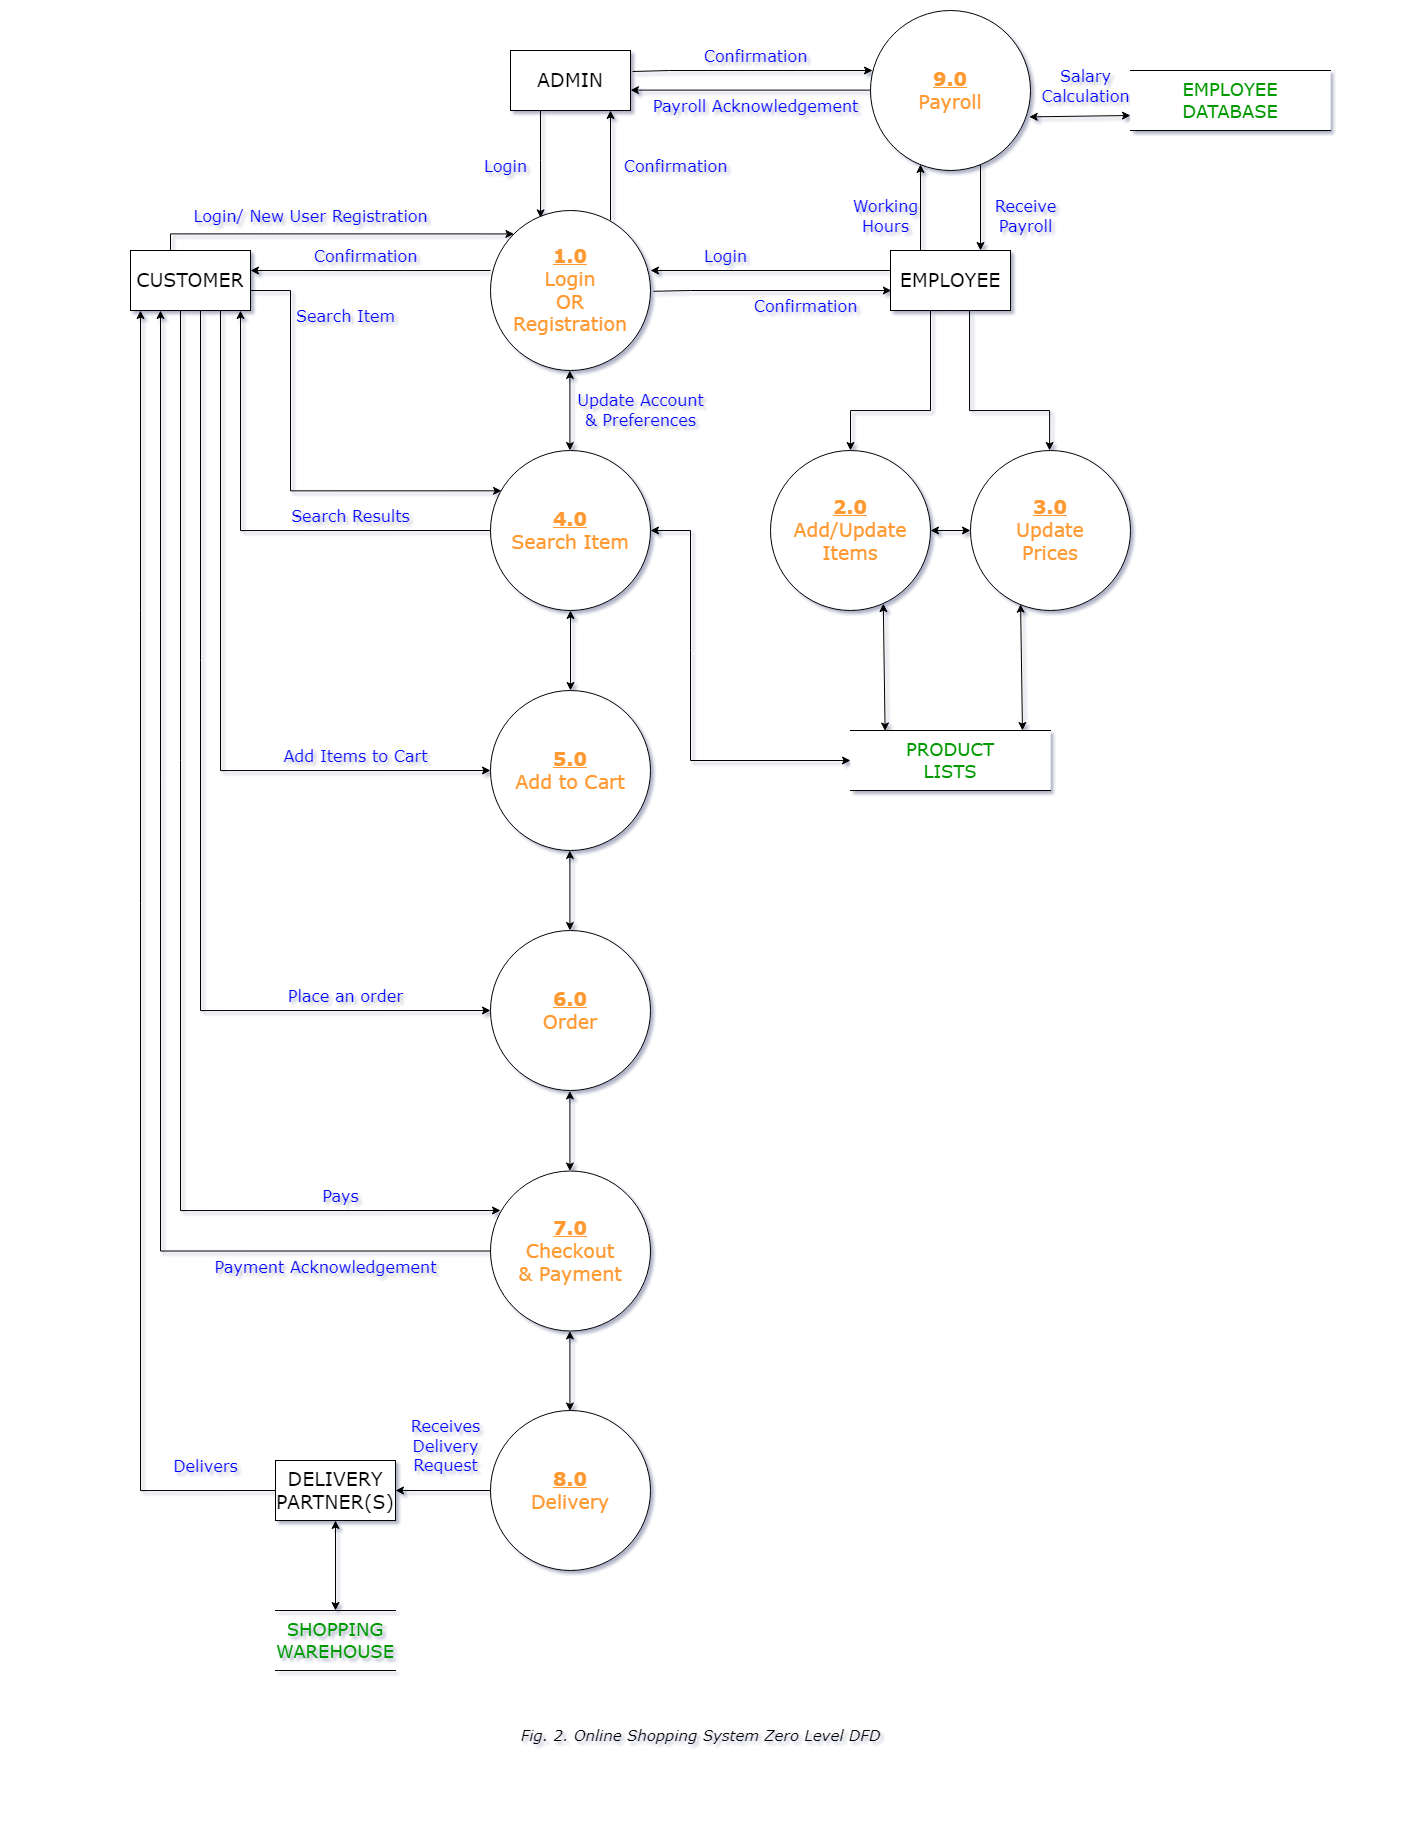 Confirmation
ADMIN
9.0
Payroll
Payroll Acknowledgement
Salary
Calculation
EMPLOYEE
DATABASE
Login
Confirmation
Working
Hours
Receive
Payroll
Login/ New User Registration
Confirmation
CUSTOMER
Search Item
1.0
Login
OR
Registration
Login
Confirmation
EMPLOYEE
Update Account
& Preferences
Search Results
4.0
Search Item
2.0
Add/Update
Items
3.0
Update
Prices
Add Items to Cart
5.0
Add to Cart
PRODUCT
LISTS
Place an order
6.0
Order
Pays
7.0
Checkout
& Payment
Payment Acknowledgement
Receives
Delivery
Request
Delivers
DELIVERY
PARTNER(S)
8.0
Delivery
SHOPPING
WAREHOUSE
Fig. 2. Online Shopping System Zero Level DFD